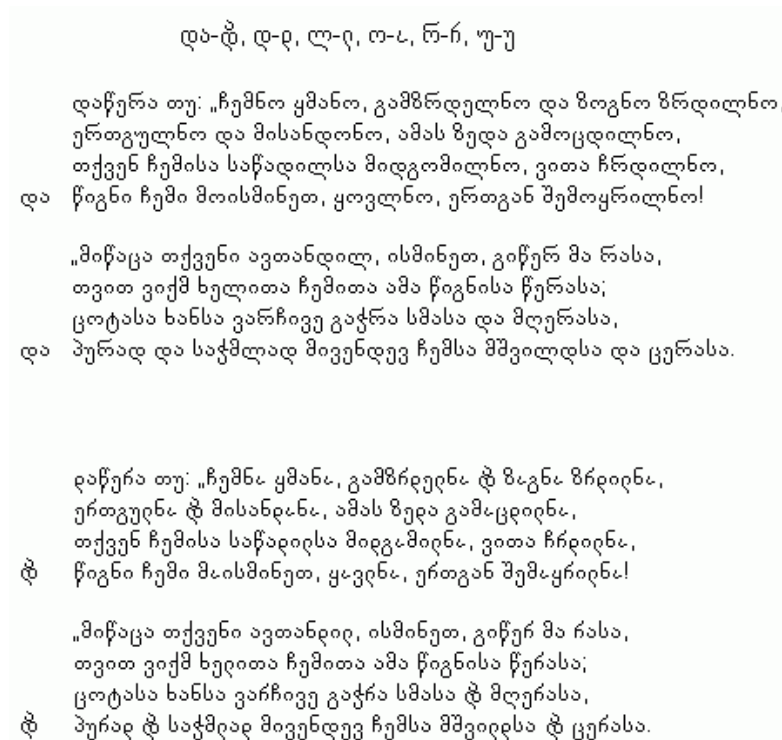 და-და, დ-დ, ლ-ლ, ო-ო, რ-რ, უ-უ
დაწერა თუ: „ჩემნო ყმანო, გამზრდელნო და ზოგნო ზრდილნო,
ერთგულნო და მისანდონო, ამას ზედა გამოცდილნო,
თქვენ ჩემისა საწადილსა მიდგომილნო, ვითა ჩრდილნო,
და წიგნი ჩემი მოისმინეთ, ყოვლნო, ერთგან შემოყრილნო!
„მიწაცა თქვენი ავთანდილ, ისმინეთ, გიწერ მა რასა,
თვით ვიქმ ხელითა ჩემითა ამა წიგნისა წერასა;
ცოტასა ხანსა ვარჩივე გაჭრა სმასა და მღერასა,
და პურად და საჭმლად მივენდევ ჩემსა მშვილდსა და ცერასა.
დაწერა თუ: „ჩემნო ყმანო, გამზრდელნო და ზოგნო ზრდილნო,
ერთგულნო და მისანდონო, ამას ზედა გამოცდილნო,
თქვენ ჩემისა საწადილსა მიდგომილნო, ვითა ჩრდილნო,
და წიგნი ჩემი მოისმინეთ, ყოვლნო, ერთგან შემოყრილნო!
„მიწაცა თქვენი ავთანდილ, ისმინეთ, გიწერ მა რასა,
თვით ვიქმ ხელითა ჩემითა ამა წიგნისა წერასა;
ცოტასა ხანსა ვარჩივე გაჭრა სმასა და მღერასა,
და პურად და საჭმლად მივენდევ ჩემსა მშვილდსა და ცერასა.